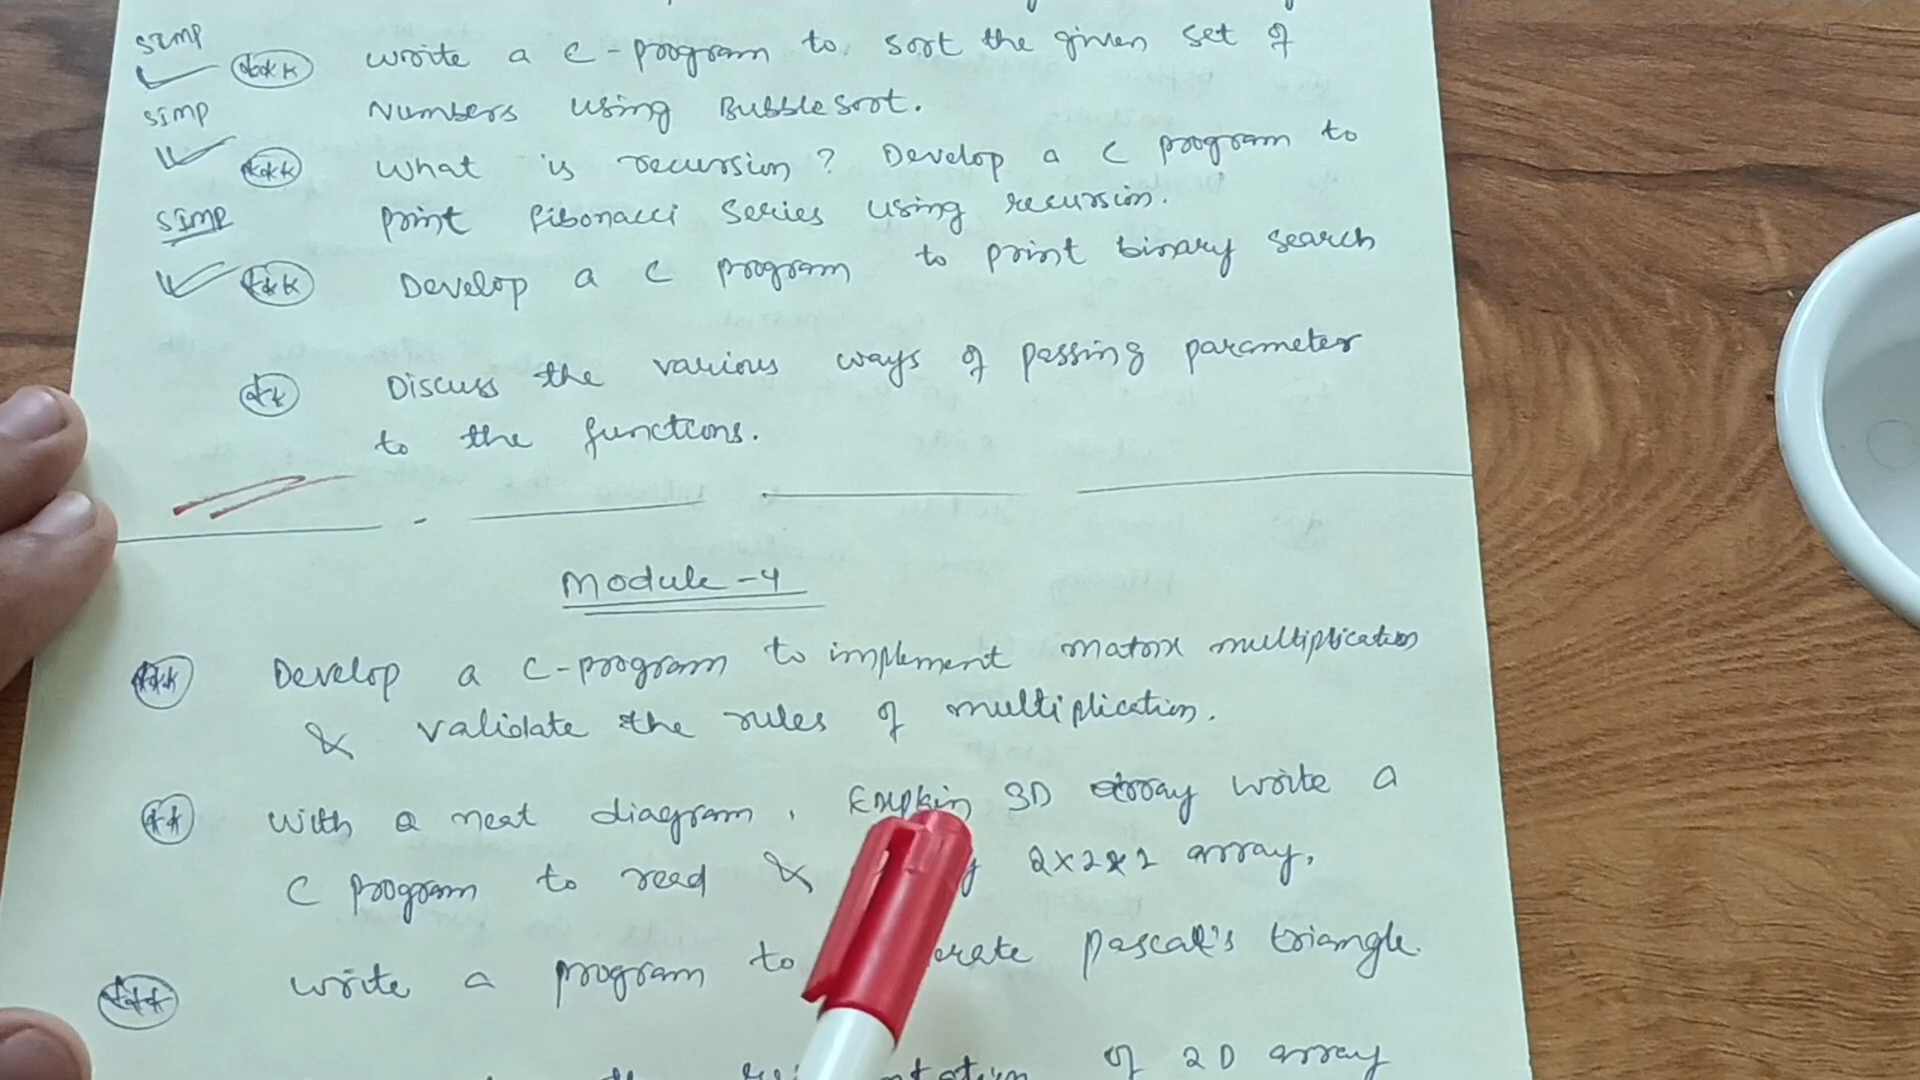 SIMP
*** Write a C-program to sort the given set of
SIMP Numbers using Bubble sort.
*** What is recursion? Develop a C program to
SIMP print fibonacci series using recursion.
*** Develop a C program to print binary search
** Discuss the various ways of passing parameter
to the functions.
Module-4
*** Develop a C-program to implement matrix multiplication
& validate the rules of multiplication.
** With a neat diagram, Explain 3D array write a
C program to read & 2x2x2 array.
*** write a program to Pascal's triangle.
of 2D array